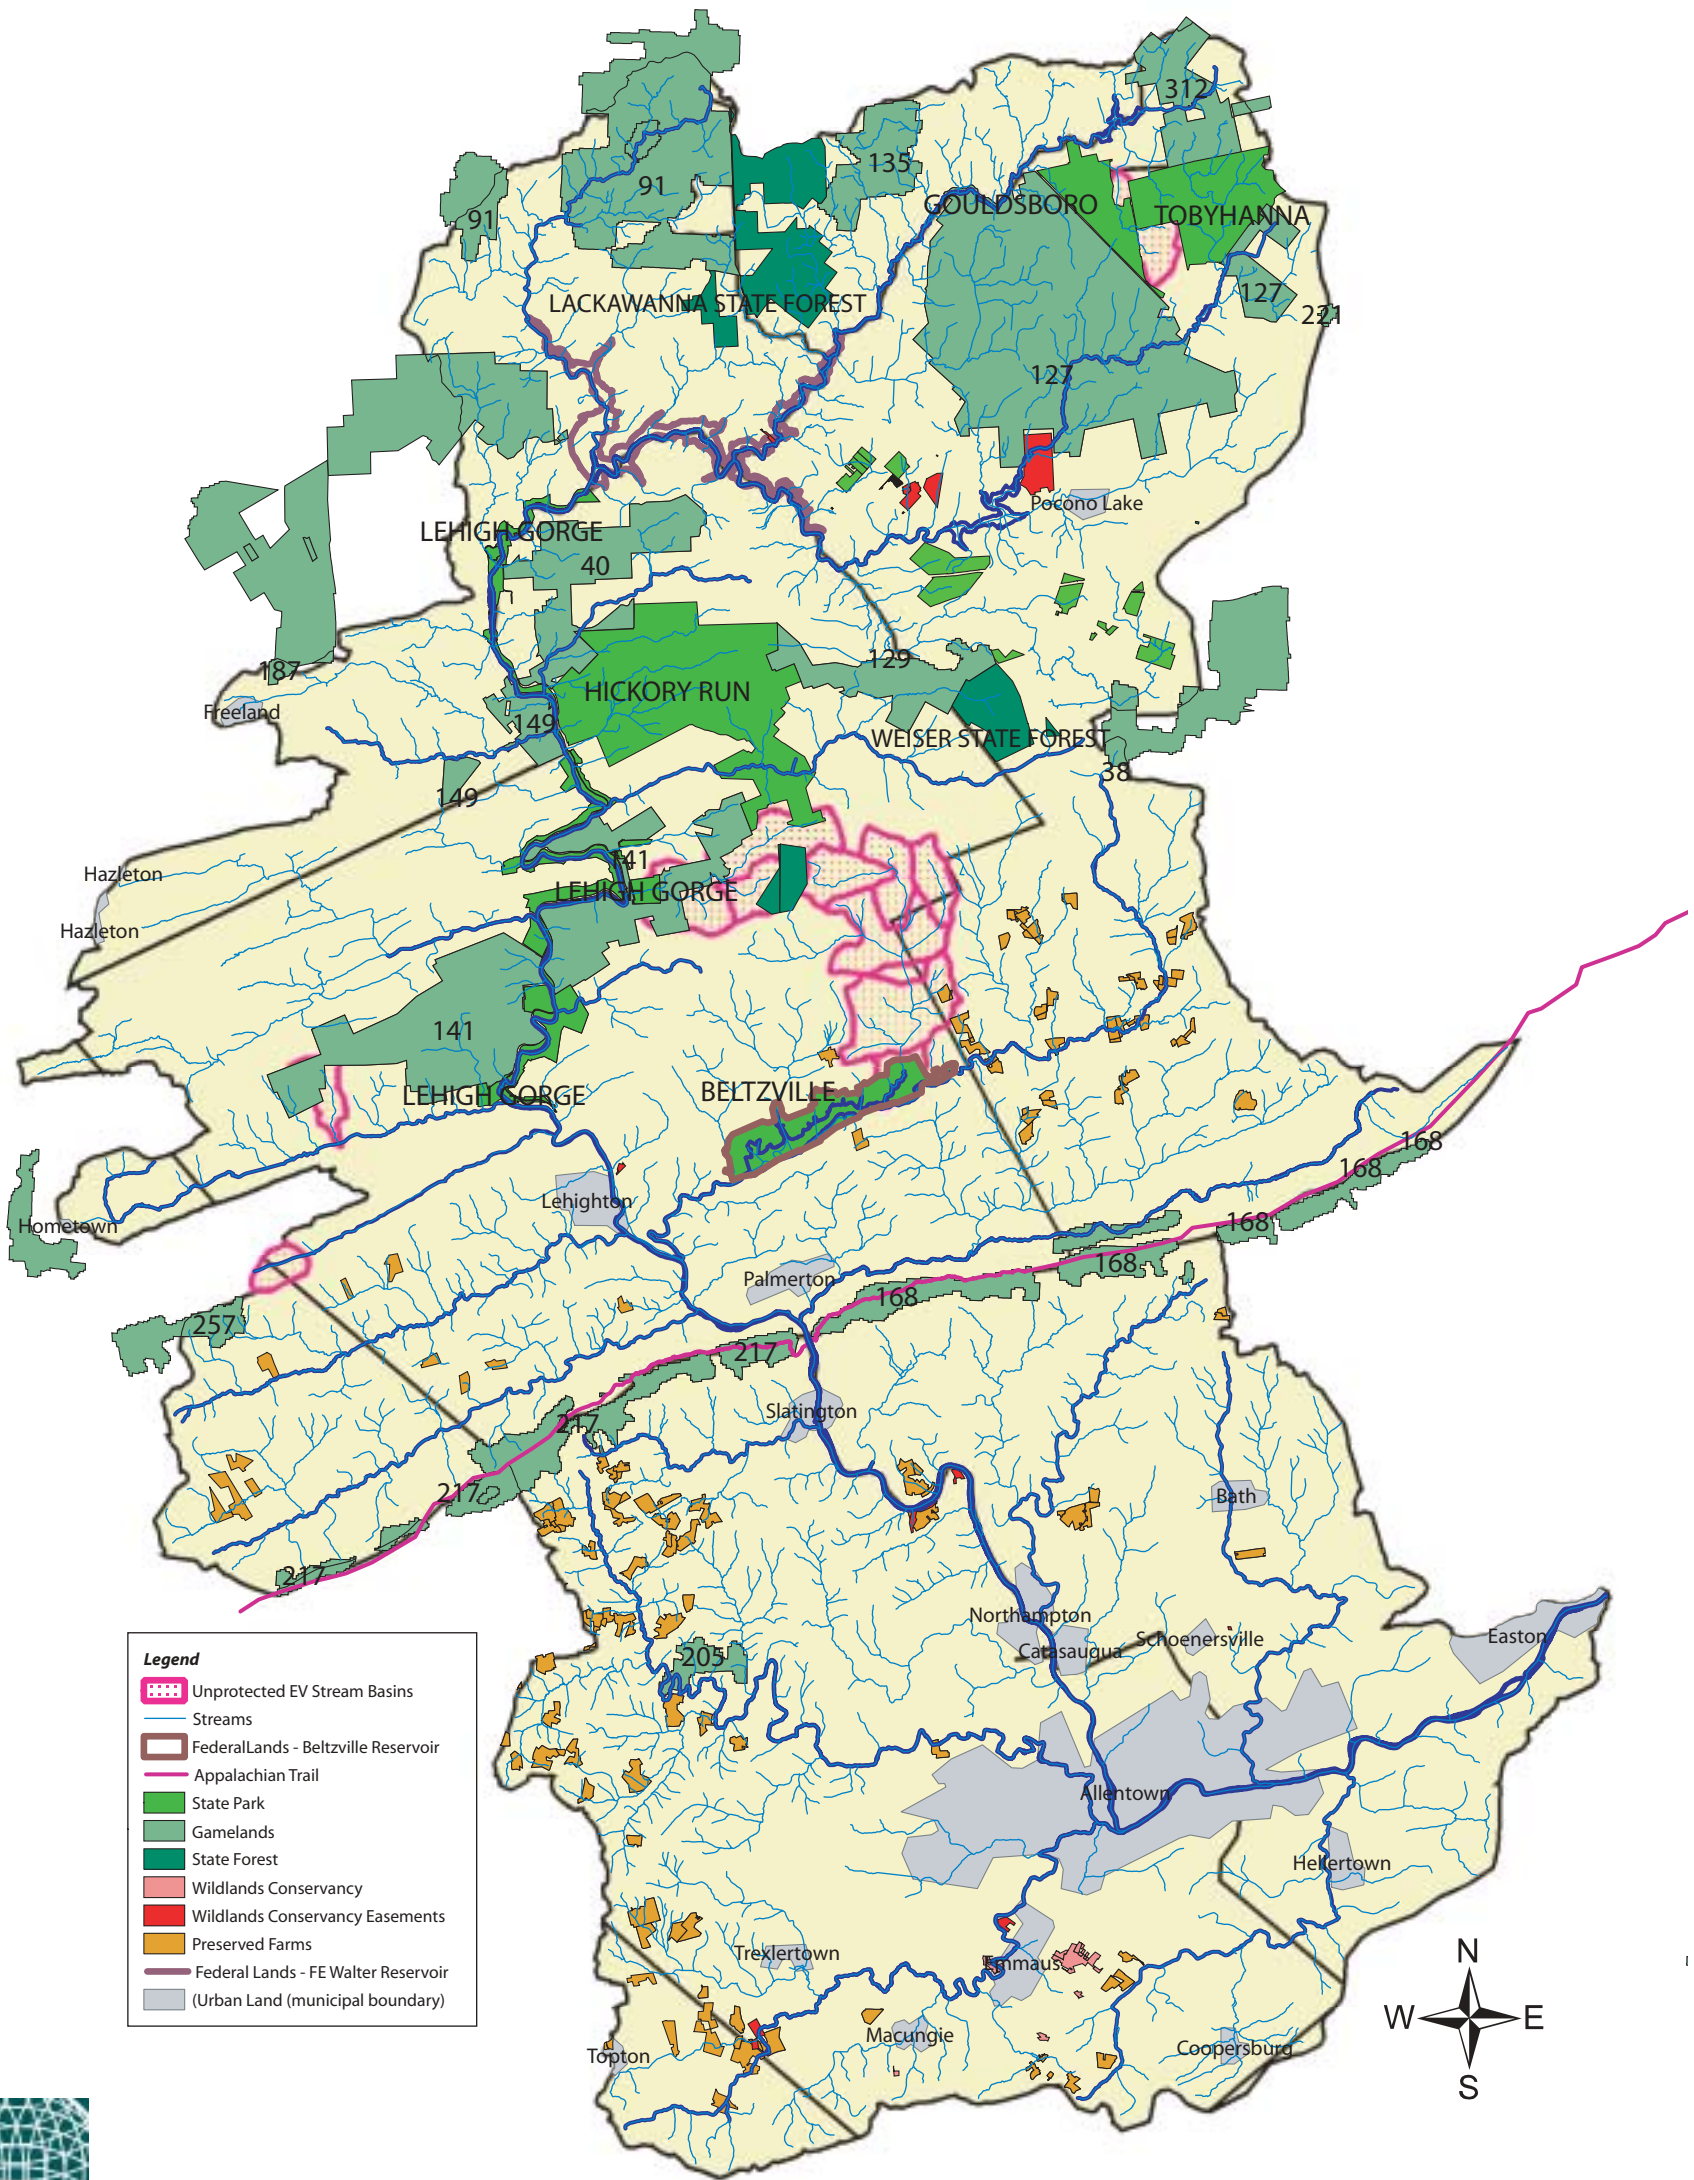 312
135
91
91
GOULDSBORO
TOBYHANNA
127
221
LACKAWANNA STATE FOREST
127
Pocono Lake
LEHIGH GORGE
40
129
187
HICKORY RUN
Freeland
149
WEISER STATE FOREST
38
149
141
Hazleton
LEHIGH GORGE
Hazleton
141
BELTZVILLE
LEHIGH GORGE
168
168
Lehighton
168
Hometown
168
Palmerton
168
257
217
Slatington
217
217
Bath
217
Northampton
Catasauqua
Schoenersville
Easton
205
Allentown
Hellertown
Trexlertown
Emmaus
Macungie
Coopersburg
Topton
Legend
Unprotected EV Stream Basins
Streams
FederalLands - Beltzville Reservoir
Appalachian Trail
State Park
Gamelands
State Forest
Wildlands Conservancy
Wildlands Conservancy Easements
Preserved Farms
Federal Lands - FE Walter Reservoir
(Urban Land (municipal boundary)
N
W
E
S